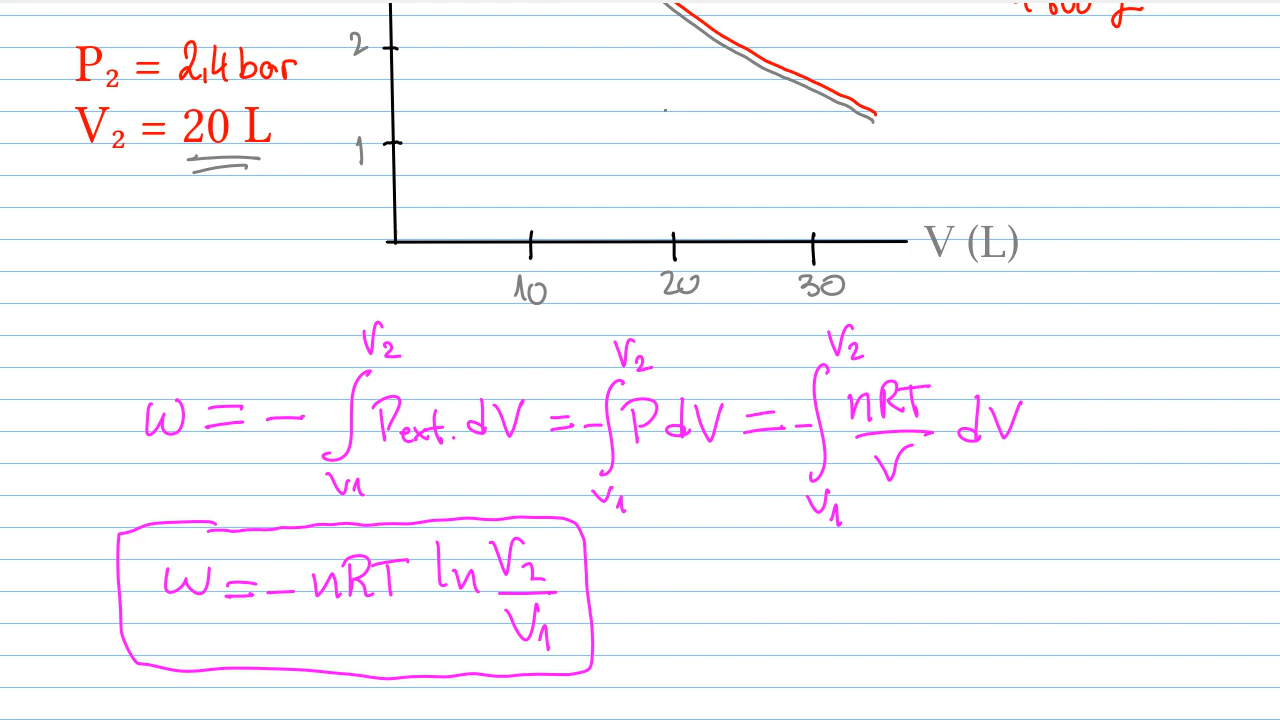 2
P₂ = 2,4 bar
V₂ = 20 L
1
V (L)
10 20 30
w = - ∫_{V1}^{V2} Pext. dV = - ∫_{V1}^{V2} P dV = - ∫_{V1}^{V2} nRT/V dV
w = - nRT ln V2/V1